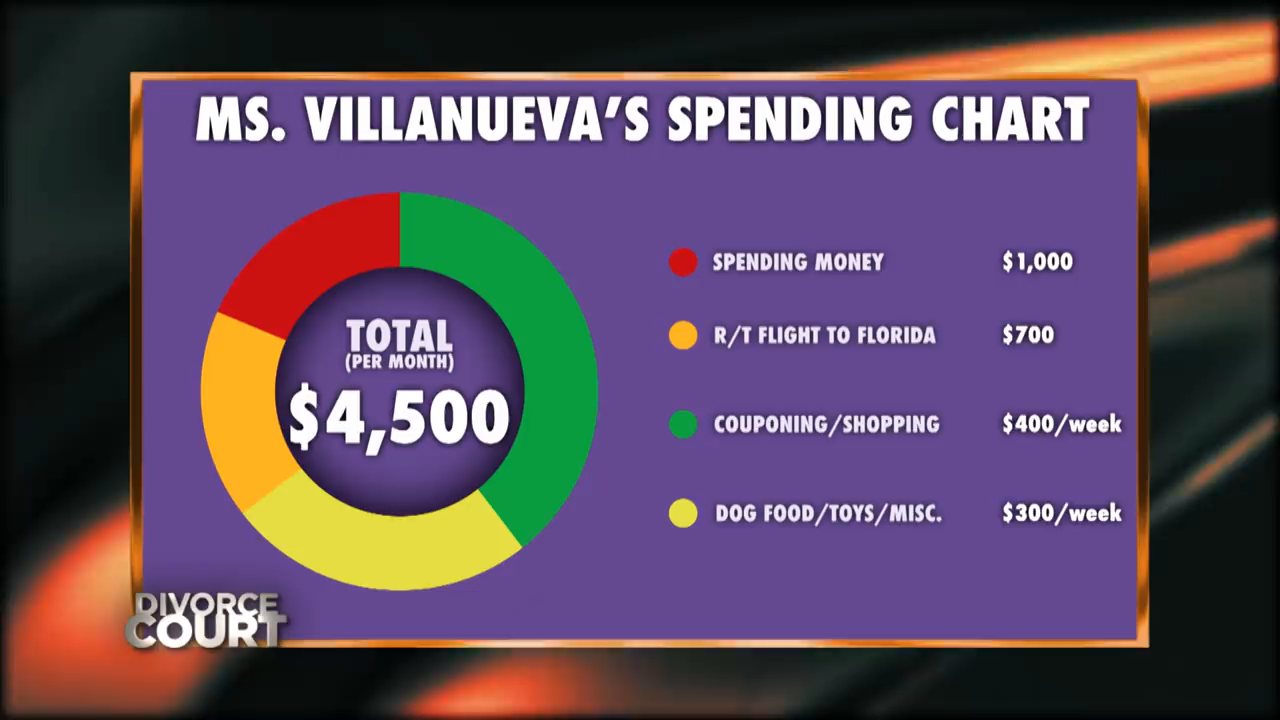 MS. VILLANUEVA'S SPENDING CHART
TOTAL
(PER MONTH)
$4,500
SPENDING MONEY $1,000
R/T FLIGHT TO FLORIDA $700
COUPONING/SHOPPING $400/week
DOG FOOD/TOYS/MISC. $300/week
DIVORCE
COURT